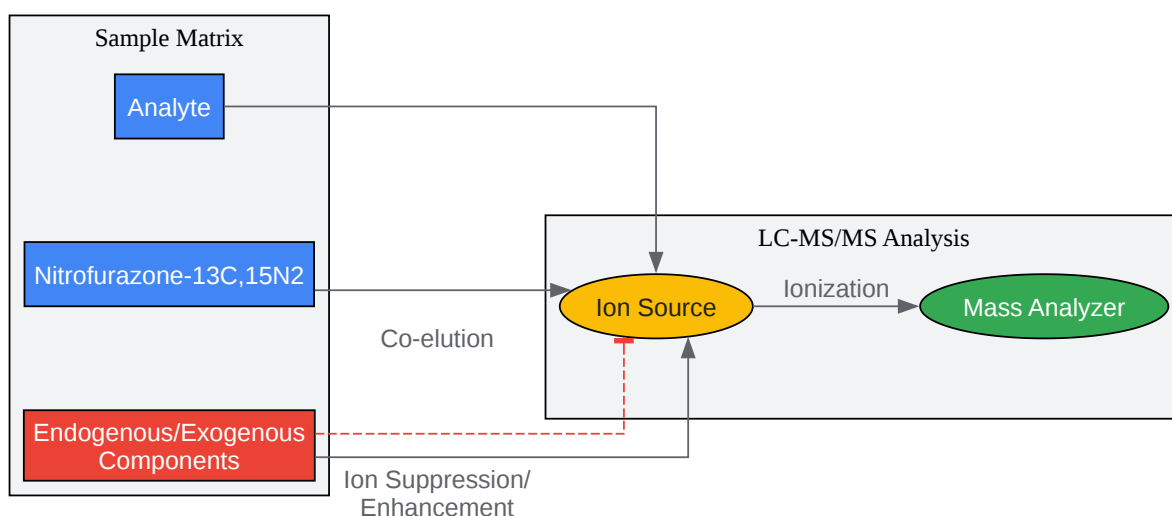 Sample Matrix
Analyte
Nitrofurazone-13C,15N2
Endogenous/Exogenous
Components
Co-elution
Ion Suppression/
Enhancement
LC-MS/MS Analysis
Ion Source
Ionization
Mass Analyzer